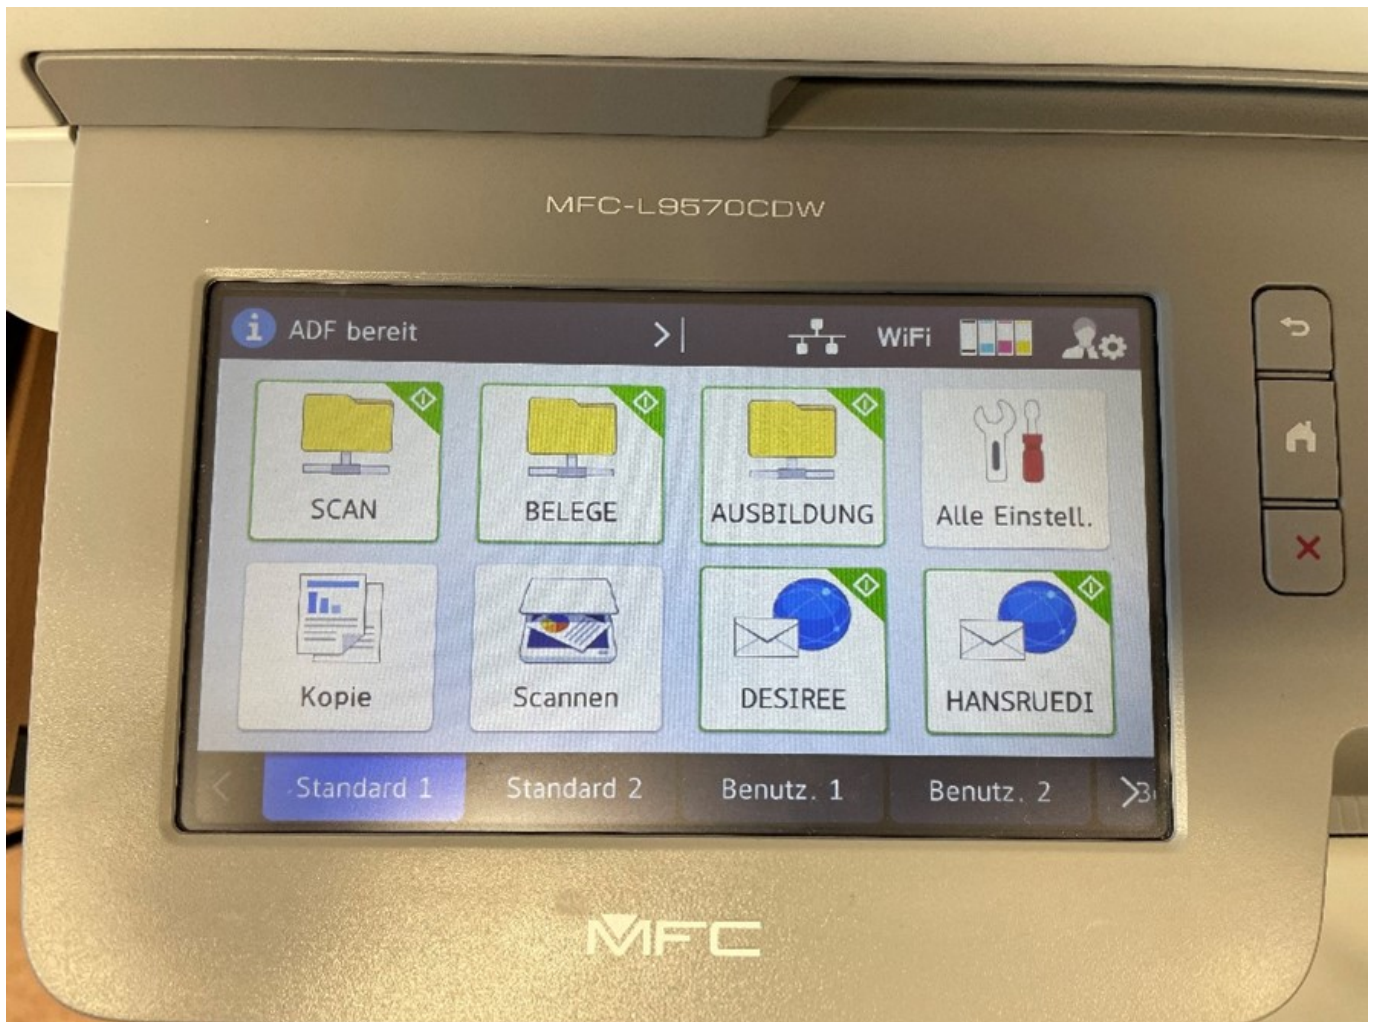 MFC-L9570CDW
ADF bereit
WiFi
SCAN
BELEGE
AUSBILDUNG
Alle Einstell.
Kopie
Scannen
DESIREE
HANSRUEDI
Standard 1
Standard 2
Benutz. 1
Benutz. 2
MFC